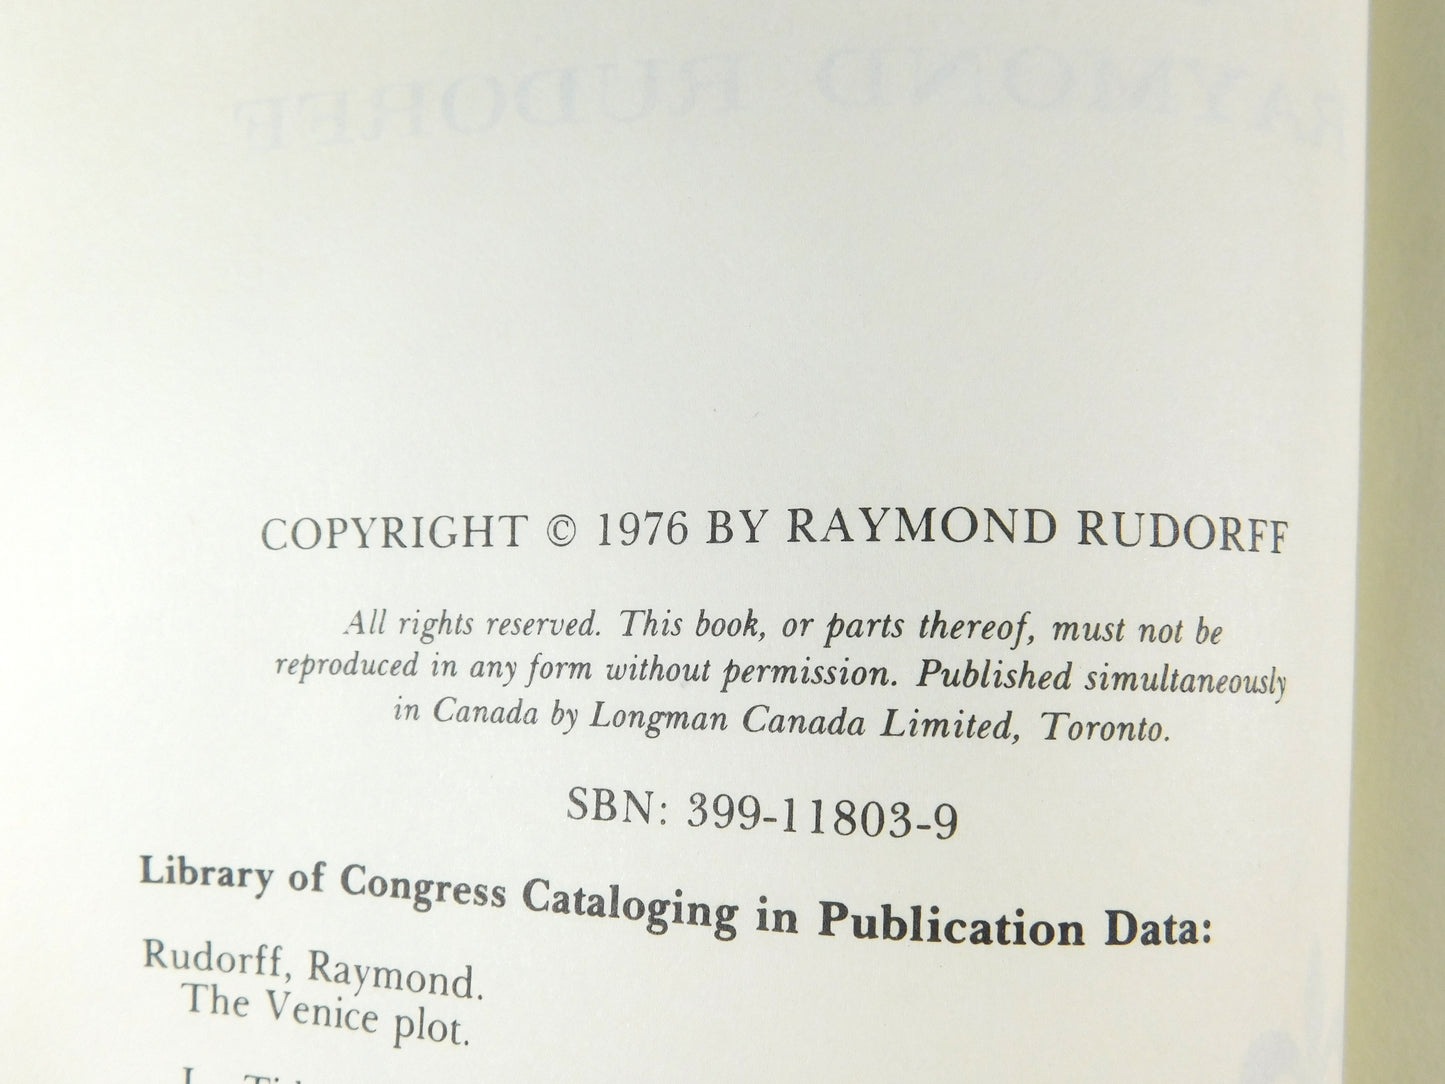 RAYMOND RUDORFF
COPYRIGHT © 1976 BY RAYMOND RUDORFF
All rights reserved. This book, or parts thereof, must not be
reproduced in any form without permission. Published simultaneously
in Canada by Longman Canada Limited, Toronto.
SBN: 399-11803-9
Library of Congress Cataloging in Publication Data:
Rudorff, Raymond.
The Venice plot.